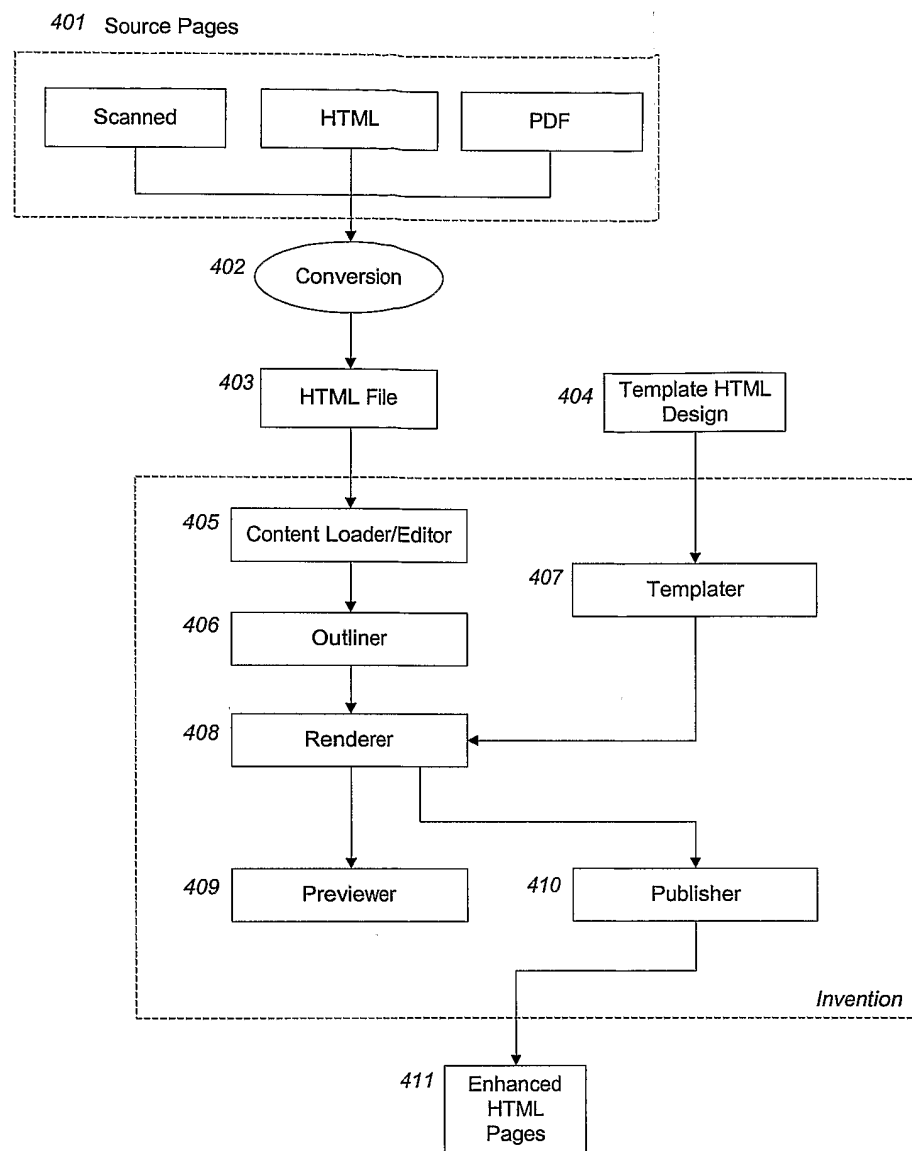 401 Source Pages
Scanned
HTML
PDF
402
Conversion
403
HTML File
404
Template HTML
Design
405
Content Loader/Editor
407
Templater
406
Outliner
408
Renderer
409
Previewer
410
Publisher
Invention
411
Enhanced
HTML
Pages